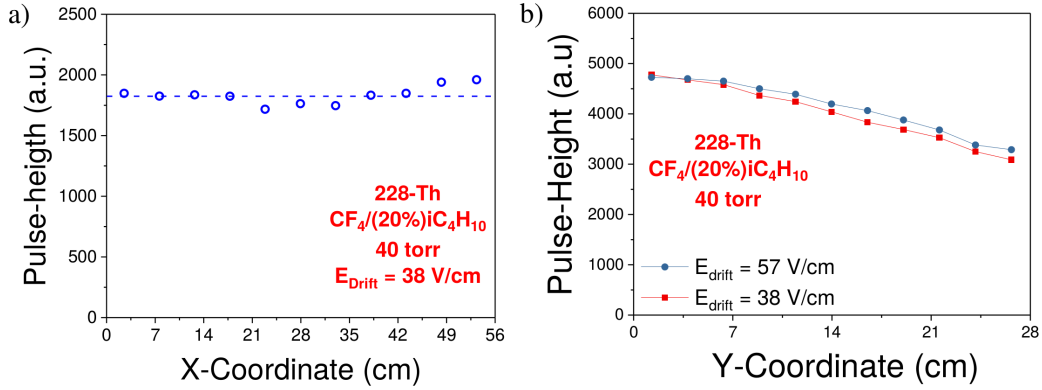 a)
2500
2000
1500
1000
500
0
Pulse-heigth (a.u.)
228-Th
CF4/(20%)iC4H10
40 torr
EDrift = 38 V/cm
0 7 14 21 28 35 42 49 56
X-Coordinate (cm)
b)
6000
5000
4000
3000
2000
1000
0
Pulse-Height (a.u)
228-Th
CF4/(20%)iC4H10
40 torr
Edrift = 57 V/cm
Edrift = 38 V/cm
0 7 14 21 28
Y-Coordinate (cm)